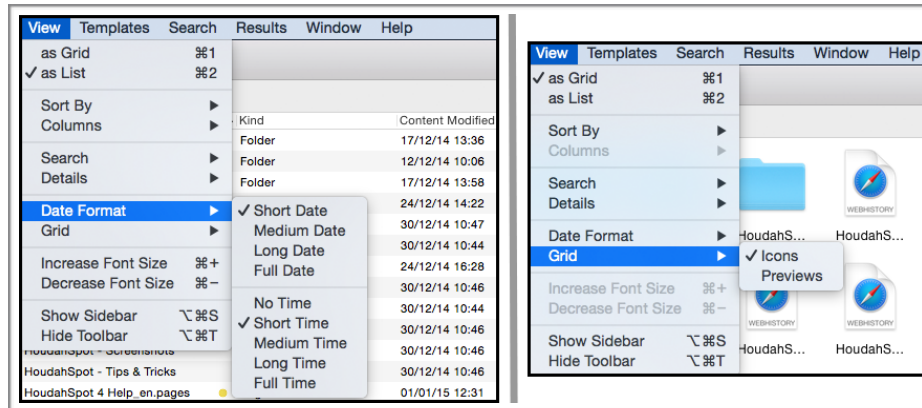 View Templates Search Results Window Help
as Grid ⌘1
✓ as List ⌘2
Sort By ▶
Columns ▶
Search ▶
Details ▶
Date Format ▶
Grid ▶
Increase Font Size ⌘+
Decrease Font Size ⌘−
Show Sidebar ⌥⌘S
Hide Toolbar ⌥⌘T
✓ Short Date
Medium Date
Long Date
Full Date
No Time
✓ Short Time
Medium Time
Long Time
Full Time
Kind Content Modified
Folder 17/12/14 13:36
Folder 12/12/14 10:06
Folder 17/12/14 13:58
24/12/14 14:22
30/12/14 10:47
30/12/14 10:44
24/12/14 16:28
30/12/14 10:46
30/12/14 10:44
30/12/14 10:46
HoudahSpot - Screenshots 30/12/14 10:46
HoudahSpot - Tips & Tricks 30/12/14 10:46
HoudahSpot 4 Help_en.pages 01/01/15 12:31
View Templates Search Results Window Help
✓ as Grid ⌘1
as List ⌘2
Sort By ▶
Columns ▶
Search ▶
Details ▶
Date Format ▶
Grid ▶
Increase Font Size ⌘+
Decrease Font Size ⌘−
Show Sidebar ⌥⌘S
Hide Toolbar ⌥⌘T
✓ Icons
Previews
WEBHISTORY
HoudahS... HoudahS...
WEBHISTORY WEBHISTORY
HoudahS... HoudahS...